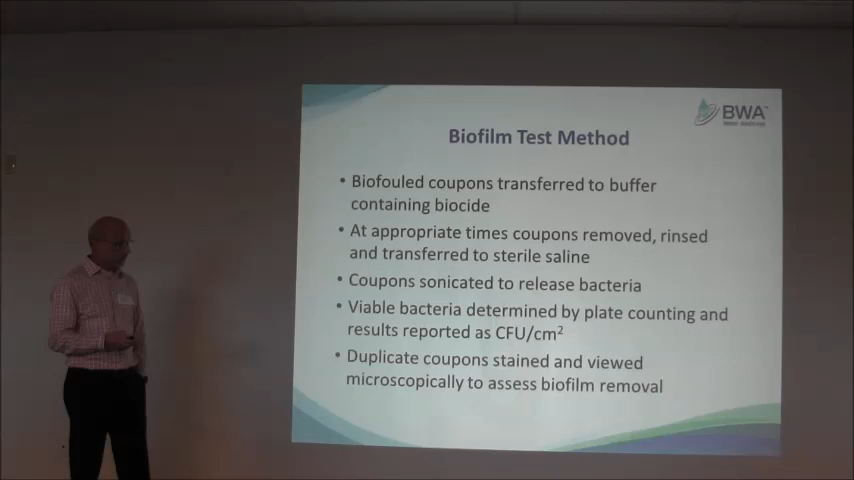 BWA™
Biofilm Test Method
• Biofouled coupons transferred to buffer
containing biocide
• At appropriate times coupons removed, rinsed
and transferred to sterile saline
• Coupons sonicated to release bacteria
• Viable bacteria determined by plate counting and
results reported as CFU/cm²
• Duplicate coupons stained and viewed
microscopically to assess biofilm removal